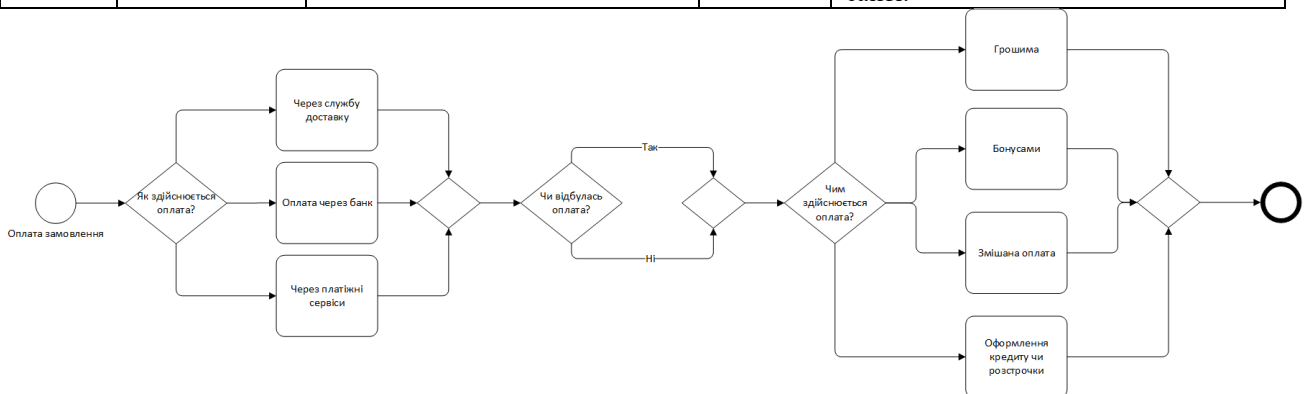 Оплата замовлення
Як здійснюється
оплата?
Через службу
доставку
Оплата через банк
Через платіжні
сервіси
Чи відбулась
оплата?
Так
Ні
Чим
здійснюється
оплата?
Грошима
Бонусами
Змішана оплата
Оформлення
кредиту чи
розстрочки